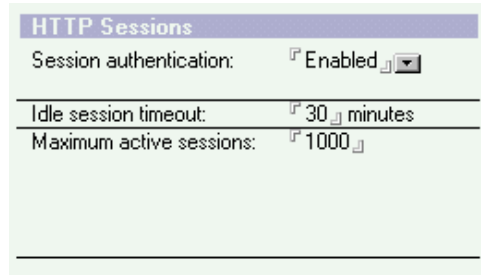 HTTP Sessions
Session authentication: Enabled
Idle session timeout: 30 minutes
Maximum active sessions: 1000